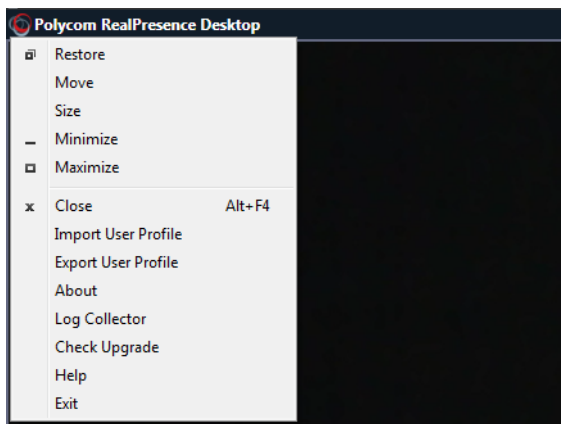 Polycom RealPresence Desktop
Restore
Move
Size
Minimize
Maximize
Close Alt+F4
Import User Profile
Export User Profile
About
Log Collector
Check Upgrade
Help
Exit